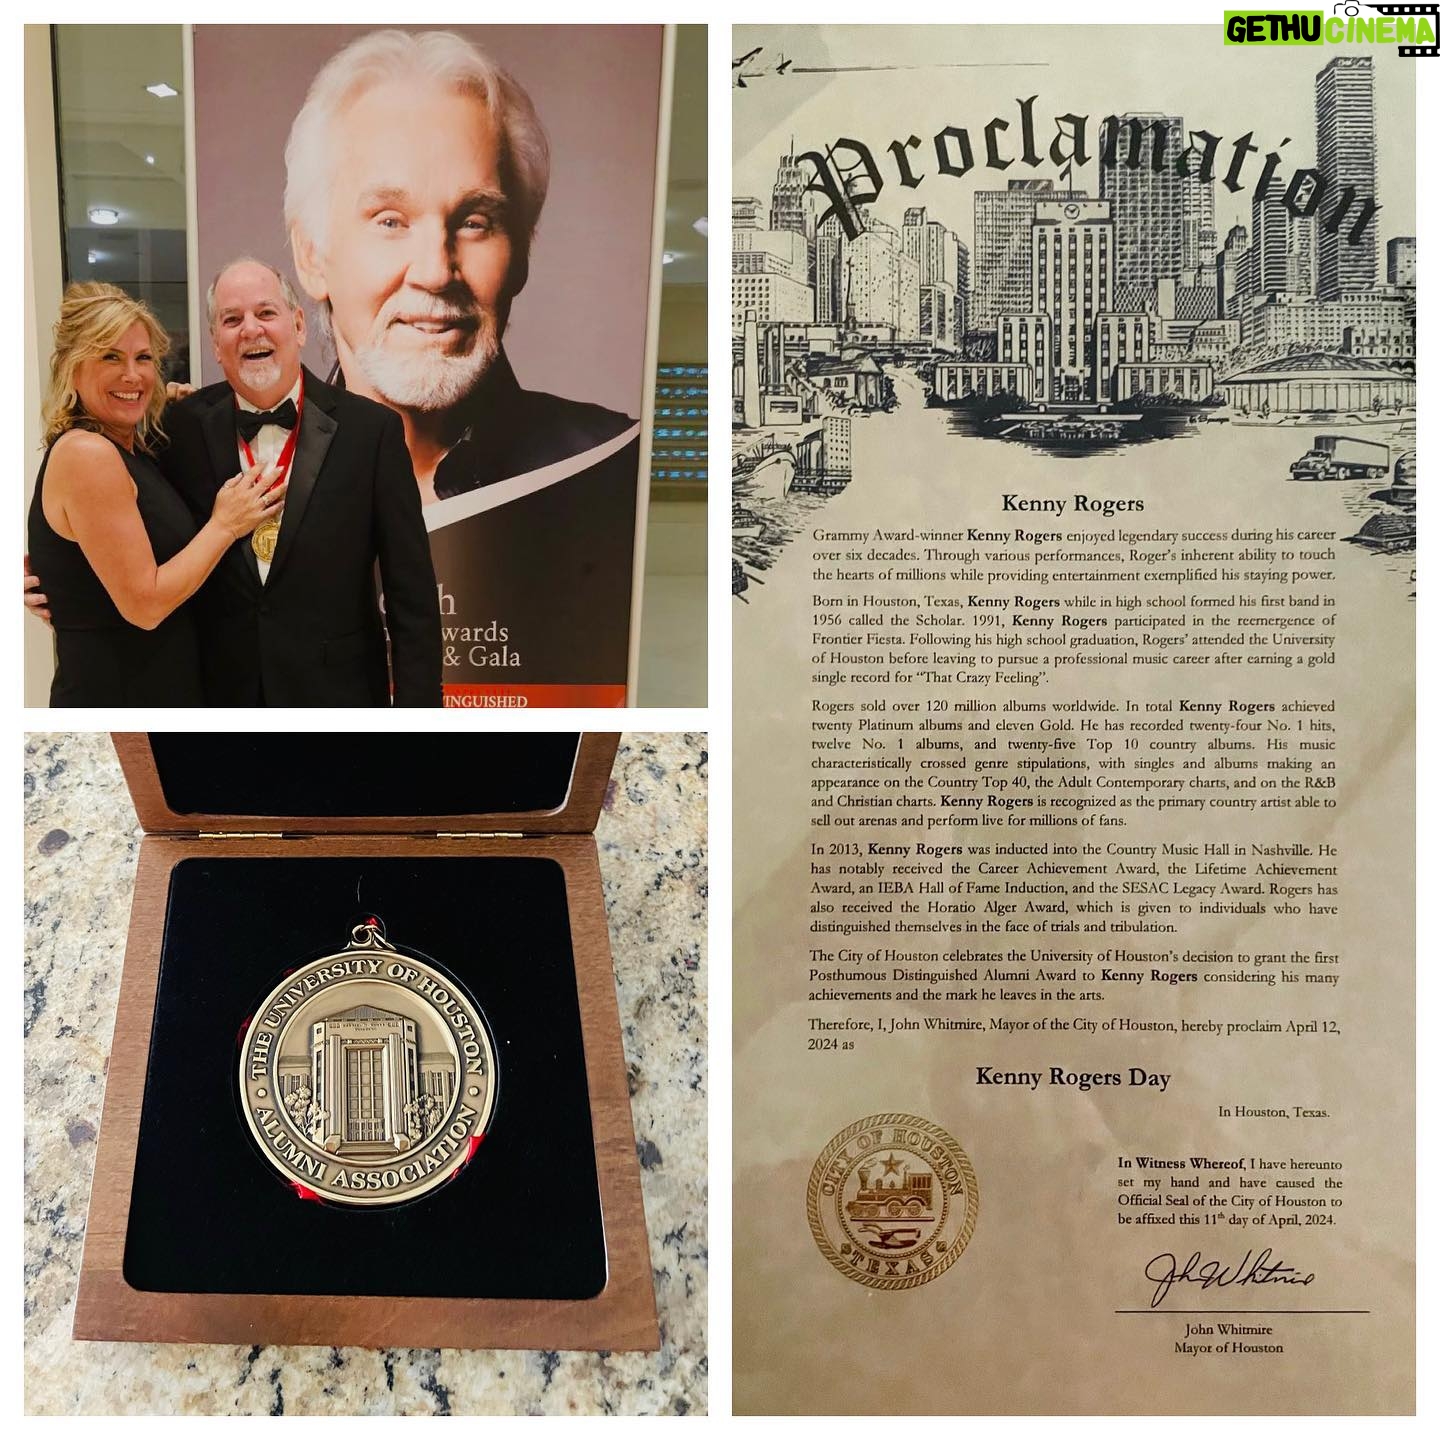 GETHUCINEMA
h
wards
& Gala
INGUISHED
THE UNIVERSITY OF HOUSTON
ALUMNI ASSOCIATION
Proclamation
Kenny Rogers
Grammy Award-winner Kenny Rogers enjoyed legendary success during his career
over six decades. Through various performances, Roger's inherent ability to touch
the hearts of millions while providing entertainment exemplified his staying power.
Born in Houston, Texas, Kenny Rogers while in high school formed his first band in
1956 called the Scholar. 1991, Kenny Rogers participated in the reemergence of
Frontier Fiesta. Following his high school graduation, Rogers' attended the University
of Houston before leaving to pursue a professional music career after earning a gold
single record for "That Crazy Feeling".
Rogers sold over 120 million albums worldwide. In total Kenny Rogers achieved
twenty Platinum albums and eleven Gold. He has recorded twenty-four No. 1 hits,
twelve No. 1 albums, and twenty-five Top 10 country albums. His music
characteristically crossed genre stipulations, with singles and albums making an
appearance on the Country Top 40, the Adult Contemporary charts, and on the R&B
and Christian charts. Kenny Rogers is recognized as the primary country artist able to
sell out arenas and perform live for millions of fans.
In 2013, Kenny Rogers was inducted into the Country Music Hall in Nashville. He
has notably received the Career Achievement Award, the Lifetime Achievement
Award, an IEBA Hall of Fame Induction, and the SESAC Legacy Award. Rogers has
also received the Horatio Alger Award, which is given to individuals who have
distinguished themselves in the face of trials and tribulation.
The City of Houston celebrates the University of Houston's decision to grant the first
Posthumous Distinguished Alumni Award to Kenny Rogers considering his many
achievements and the mark he leaves in the arts.
Therefore, I, John Whitmire, Mayor of the City of Houston, hereby proclaim April 12,
2024 as
Kenny Rogers Day
In Houston, Texas.
CITY OF HOUSTON
TEXAS
In Witness Whereof, I have hereunto
set my hand and have caused the
Official Seal of the City of Houston to
be affixed this 11th day of April, 2024.
John Whitmire
John Whitmire
Mayor of Houston